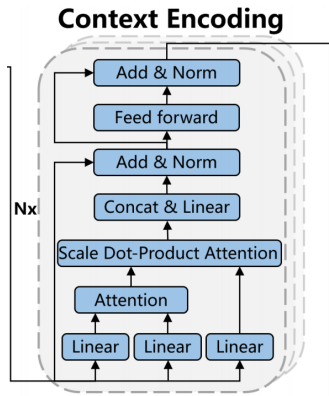 Context Encoding
Add & Norm
Feed forward
Add & Norm
Nx
Concat & Linear
Scale Dot-Product Attention
Attention
Linear Linear Linear